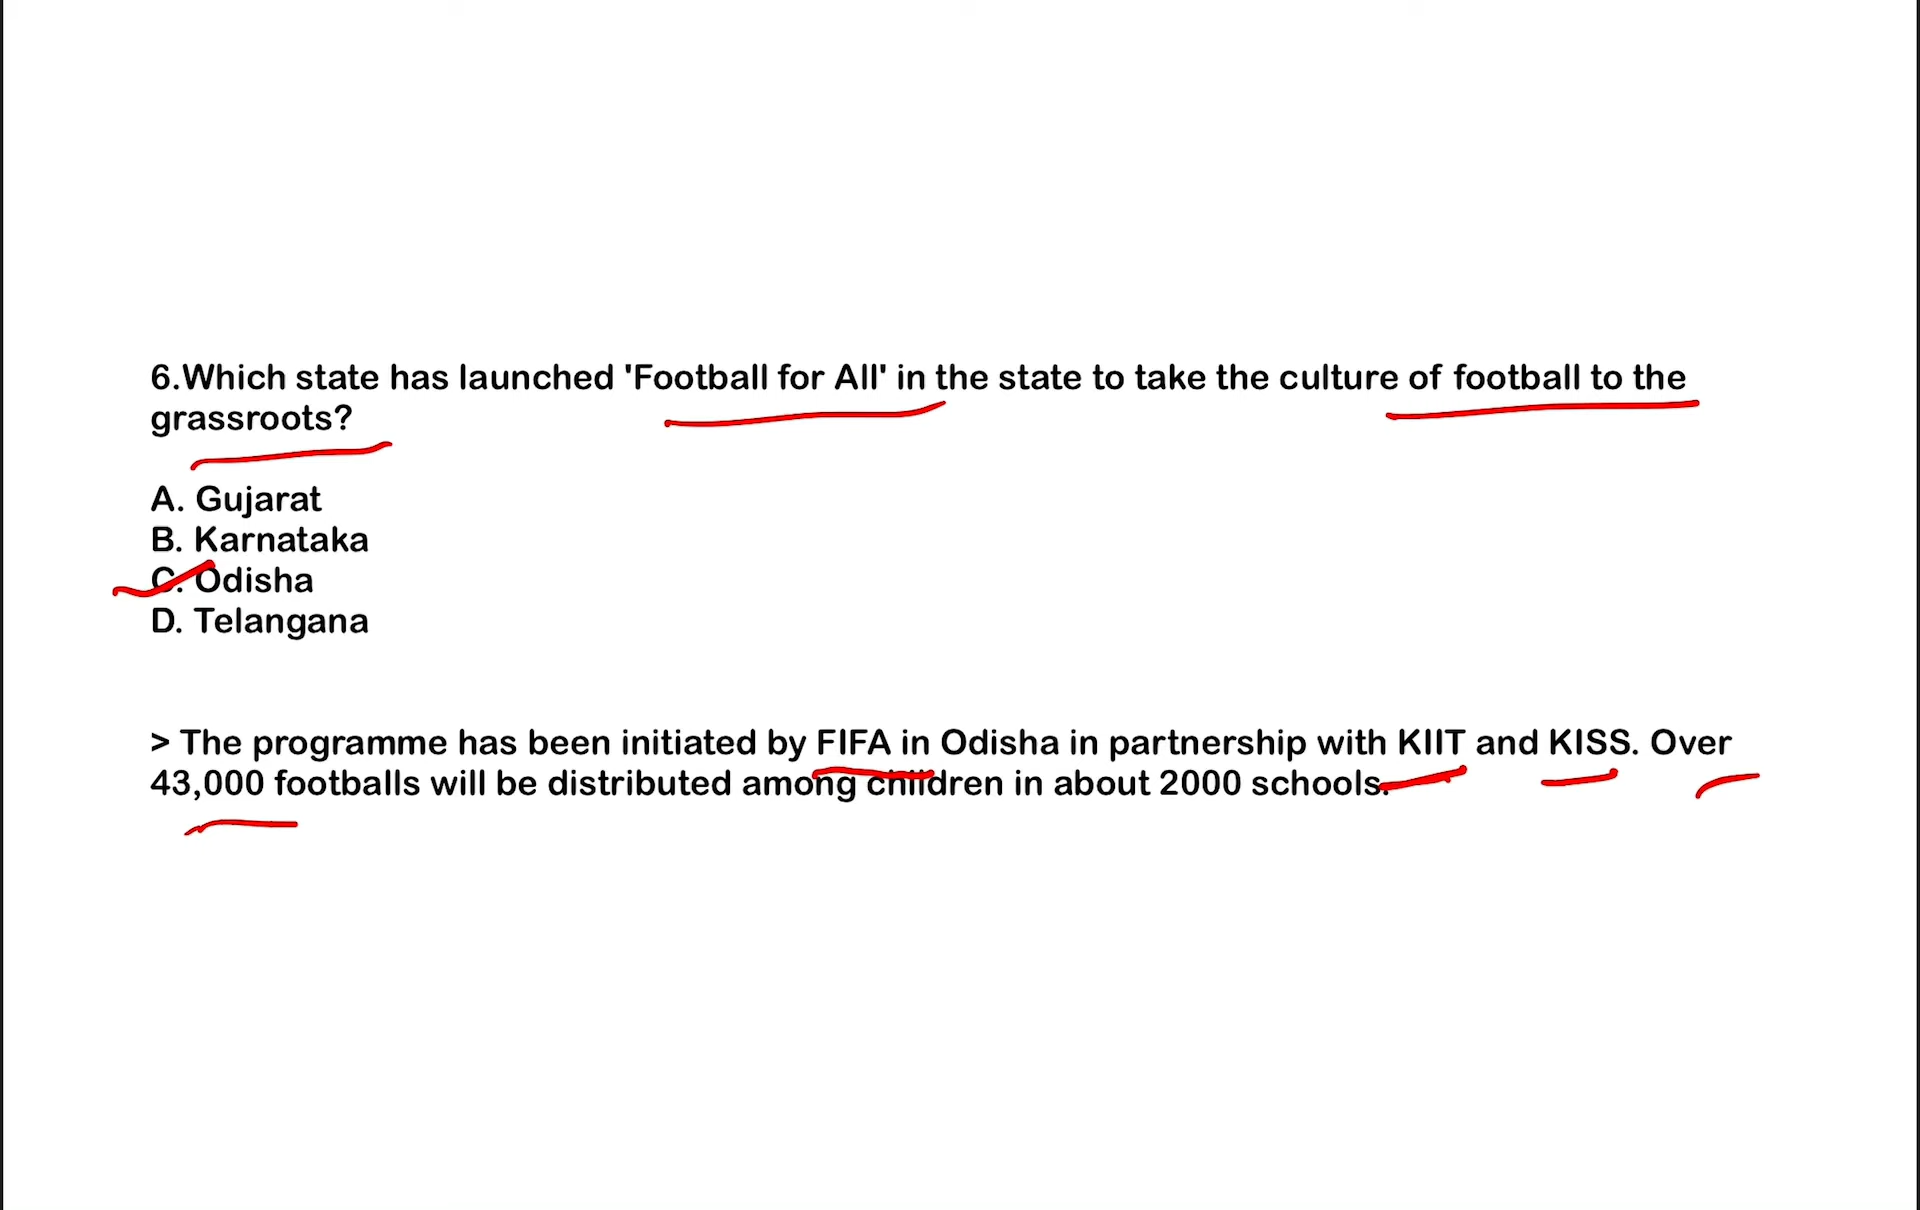 6.Which state has launched 'Football for All' in the state to take the culture of football to the
grassroots?
A. Gujarat
B. Karnataka
C. Odisha
D. Telangana
> The programme has been initiated by FIFA in Odisha in partnership with KIIT and KISS. Over
43,000 footballs will be distributed among children in about 2000 schools.